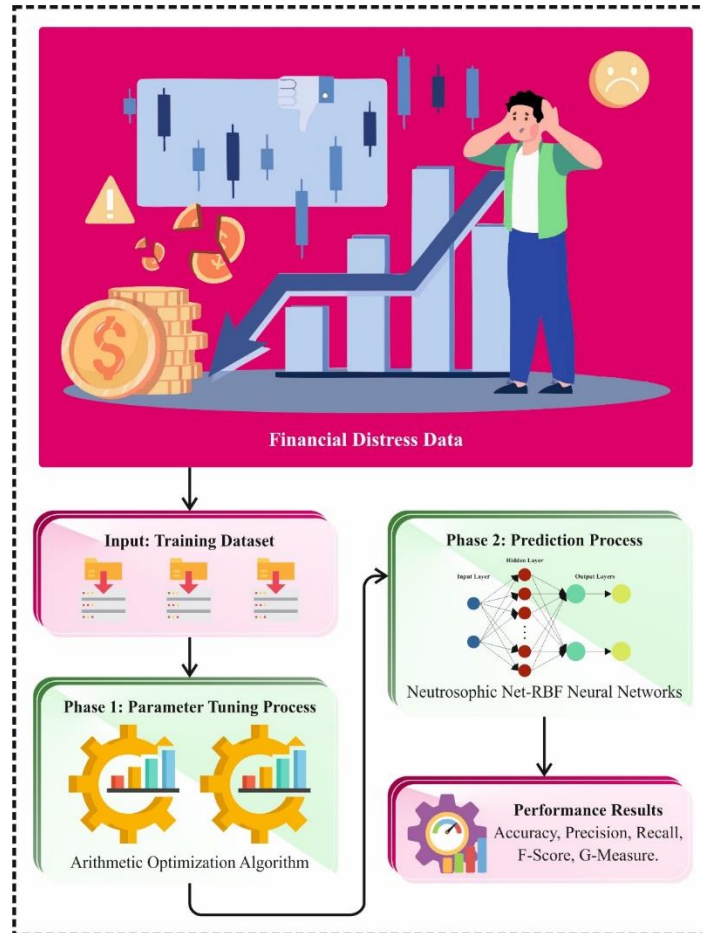 Financial Distress Data
Input: Training Dataset
Phase 1: Parameter Tuning Process
Arithmetic Optimization Algorithm
Phase 2: Prediction Process
Hidden Layer
Input Layer
Output Layers
Neutrosophic Net-RBF Neural Networks
Performance Results
Accuracy, Precision, Recall,
F-Score, G-Measure.